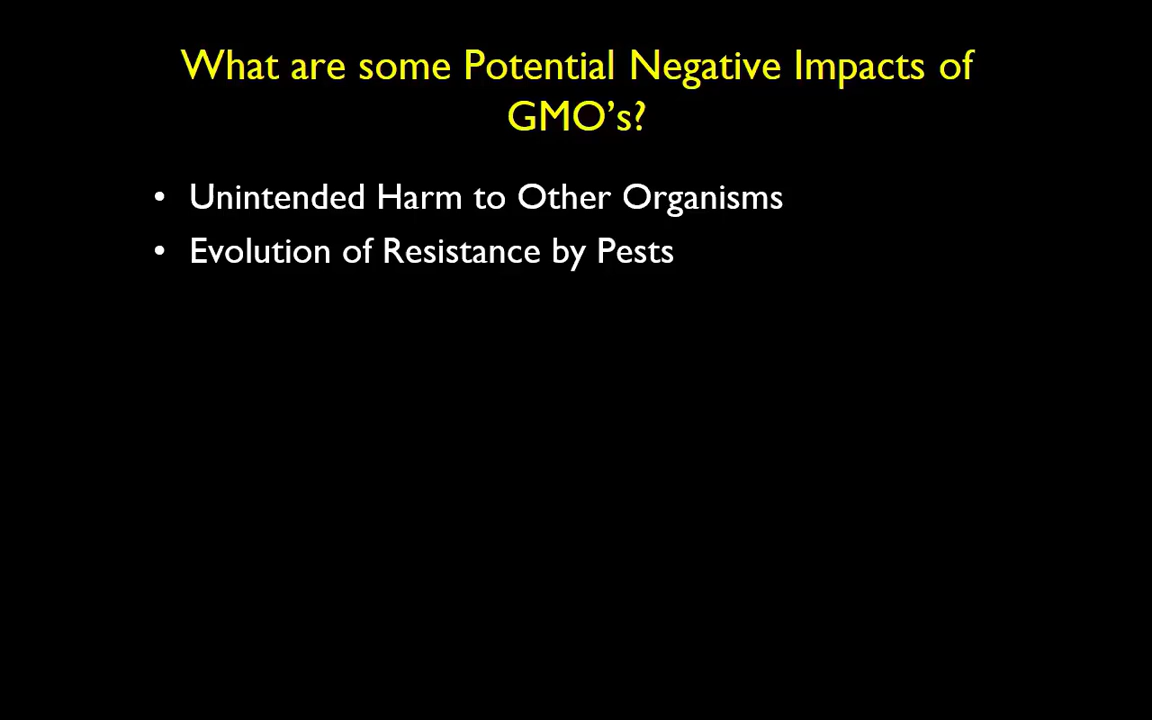 What are some Potential Negative Impacts of
GMO's?
• Unintended Harm to Other Organisms
• Evolution of Resistance by Pests